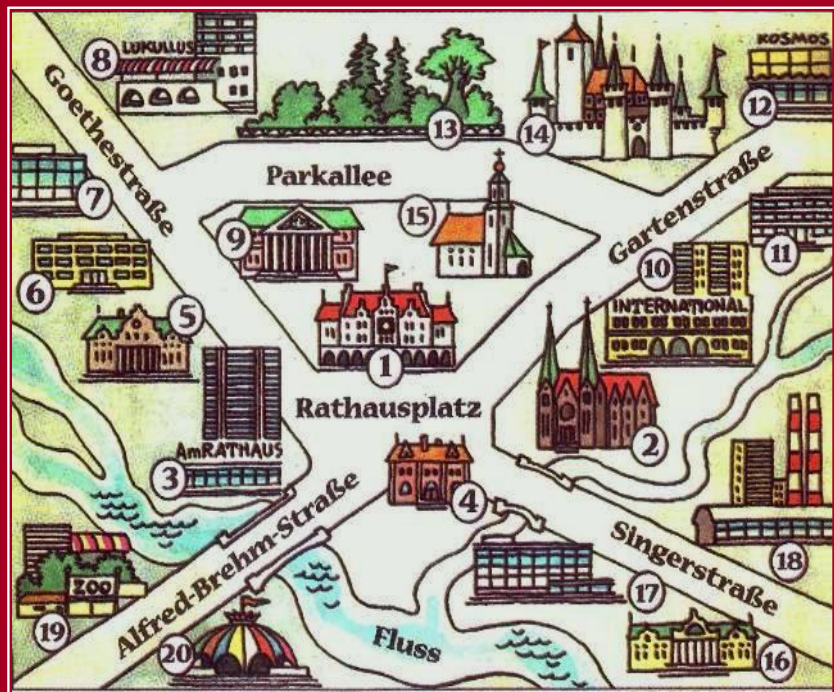 LUKULLUS
8
KOSMOS
12
Goethestraße
13
14
Parkallee
7
15
Gartenstraße
9
11
6
10
5
INTERNATIONAL
1
Rathausplatz
AmRATHAUS
2
3
4
Alfred-Brehm-Straße
Singerstraße
18
ZOO
17
19
Fluss
20
16